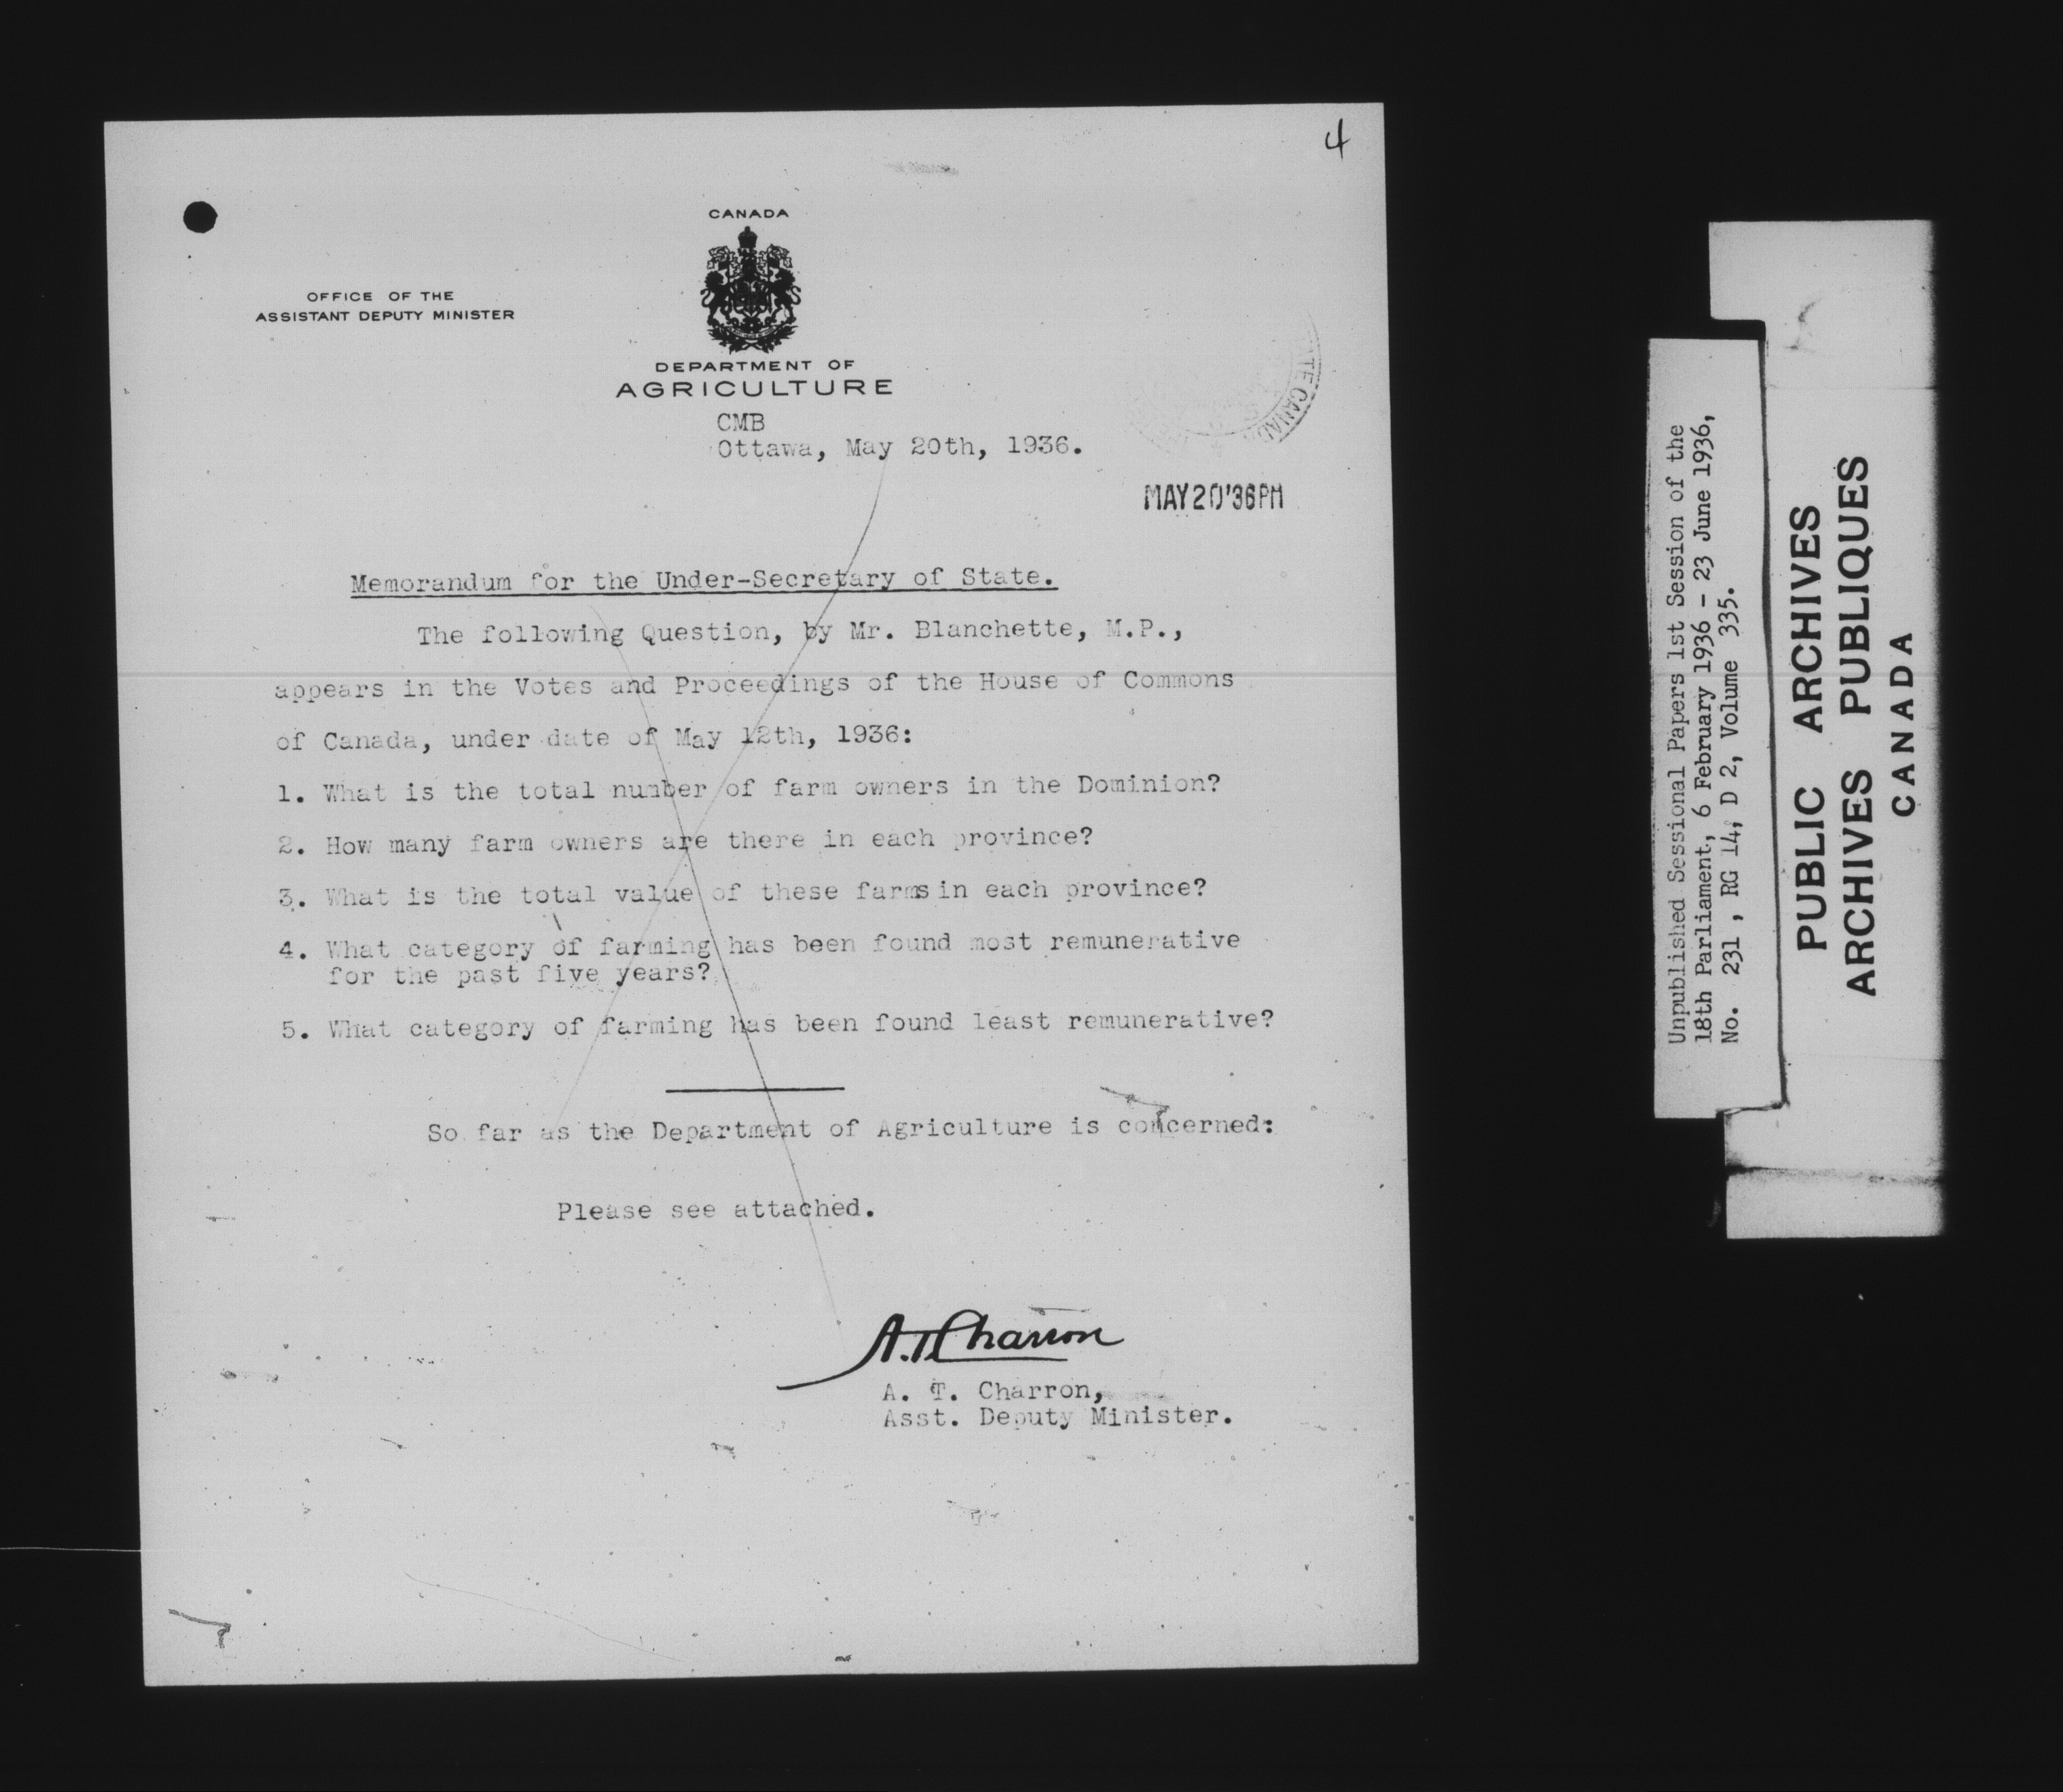 4
CANADA
OFFICE OF THE
ASSISTANT DEPUTY MINISTER
DEPARTMENT OF
AGRICULTURE
CMB
Ottawa, May 20th, 1936.
MAY 20 '36 PM
Memorandum for the Under-Secretary of State.
The following Question, by Mr. Blanchette, M.P.,
appears in the Votes and Proceedings of the House of Commons
of Canada, under date of May 12th, 1936:
1. What is the total number of farm owners in the Dominion?
2. How many farm owners are there in each province?
3. What is the total value of these farms in each province?
4. What category of farming has been found most remunerative
for the past five years?
5. What category of farming has been found least remunerative?
So far as the Department of Agriculture is concerned:
Please see attached.
A.T. Charron
A. T. Charron,
Asst. Deputy Minister.
Unpublished Sessional Papers 1st Session of the
18th Parliament, 6 February 1936 - 23 June 1936,
No. 231 , RG 14, D 2, Volume 335.
PUBLIC ARCHIVES
ARCHIVES PUBLIQUES
CANADA